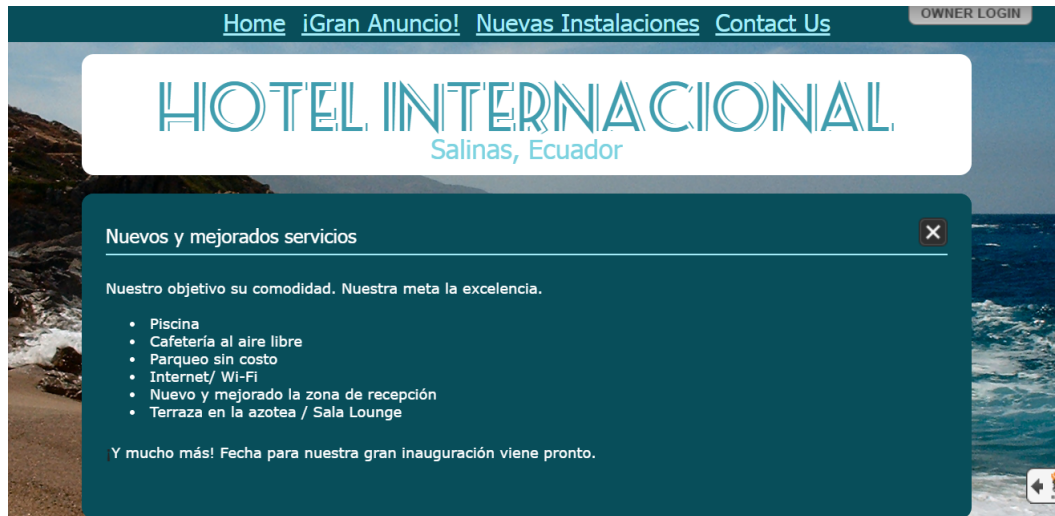 Home ¡Gran Anuncio! Nuevas Instalaciones Contact Us
OWNER LOGIN
HOTEL INTERNACIONAL
Salinas, Ecuador
Nuevos y mejorados servicios
Nuestro objetivo su comodidad. Nuestra meta la excelencia.
• Piscina
• Cafetería al aire libre
• Parqueo sin costo
• Internet/ Wi-Fi
• Nuevo y mejorado la zona de recepción
• Terraza en la azotea / Sala Lounge
¡Y mucho más! Fecha para nuestra gran inauguración viene pronto.